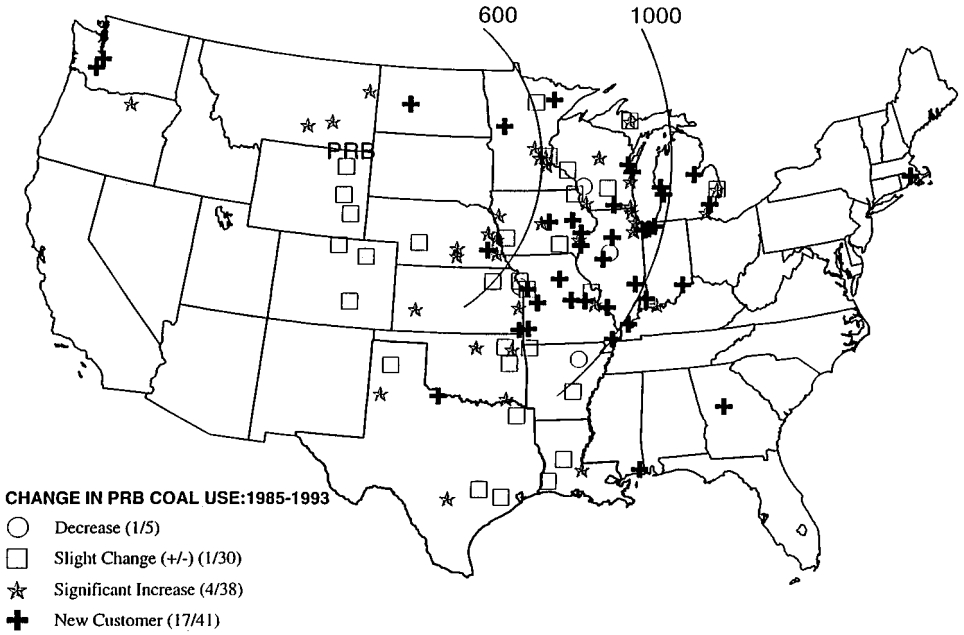 600 1000
PRB
CHANGE IN PRB COAL USE:1985-1993
Decrease (1/5)
Slight Change (+/-) (1/30)
Significant Increase (4/38)
New Customer (17/41)